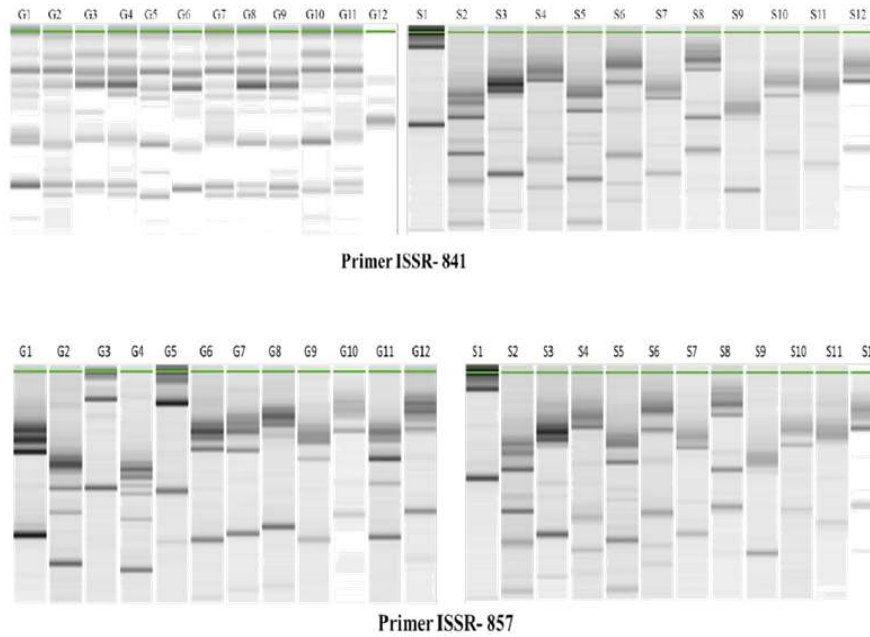 G1 G2 G3 G4 G5 G6 G7 G8 G9 G10 G11 G12 S1 S2 S3 S4 S5 S6 S7 S8 S9 S10 S11 S12
Primer ISSR- 841
G1 G2 G3 G4 G5 G6 G7 G8 G9 G10 G11 G12 S1 S2 S3 S4 S5 S6 S7 S8 S9 S10 S11 S1
Primer ISSR- 857